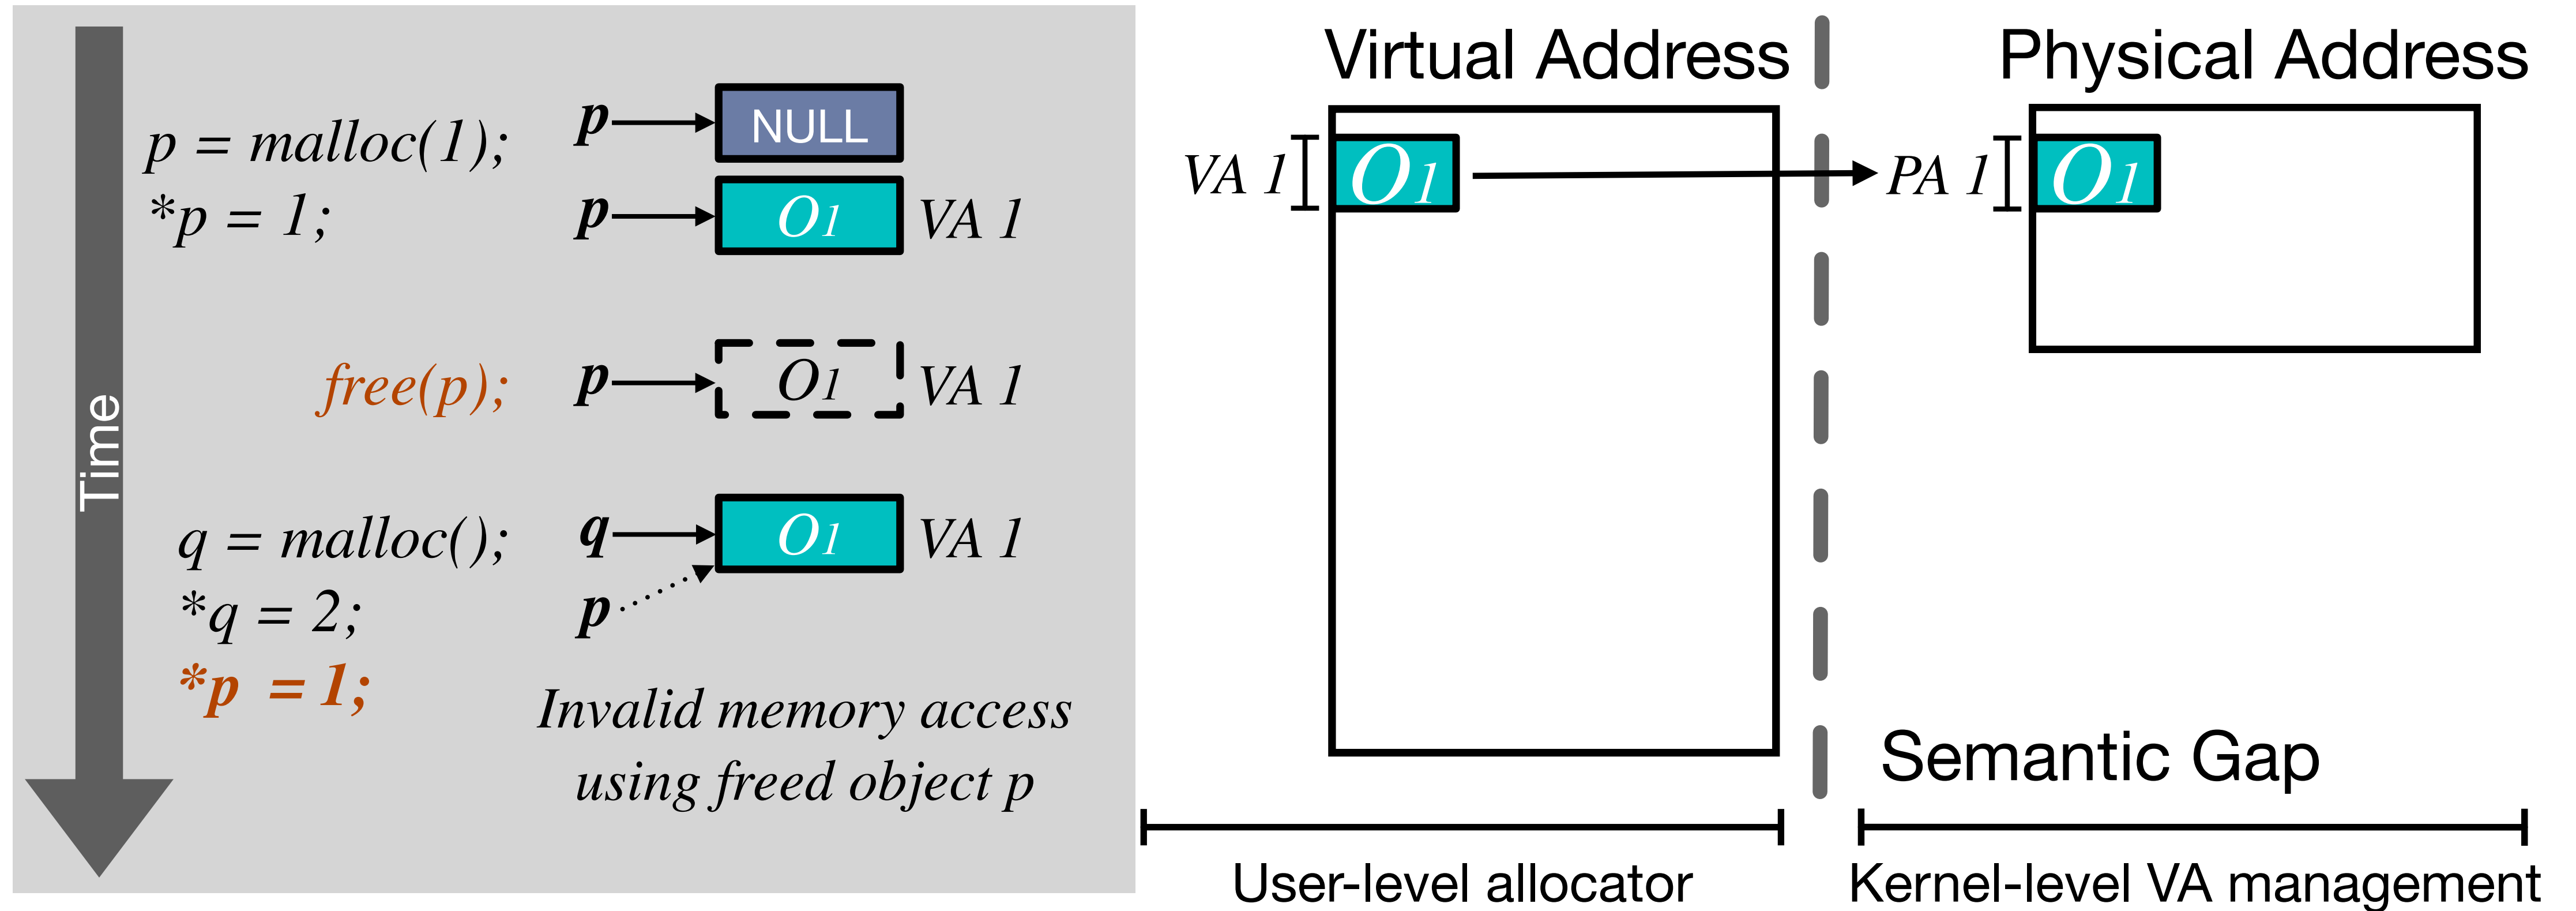 Time
p = malloc(1);
*p = 1;
p
NULL
p
O1
VA 1
free(p);
p
O1
VA 1
q = malloc();
*q = 2;
*p = 1;
q
O1
VA 1
p
Invalid memory access
using freed object p
Virtual Address
VA 1
O1
Physical Address
PA 1
O1
Semantic Gap
User-level allocator
Kernel-level VA management